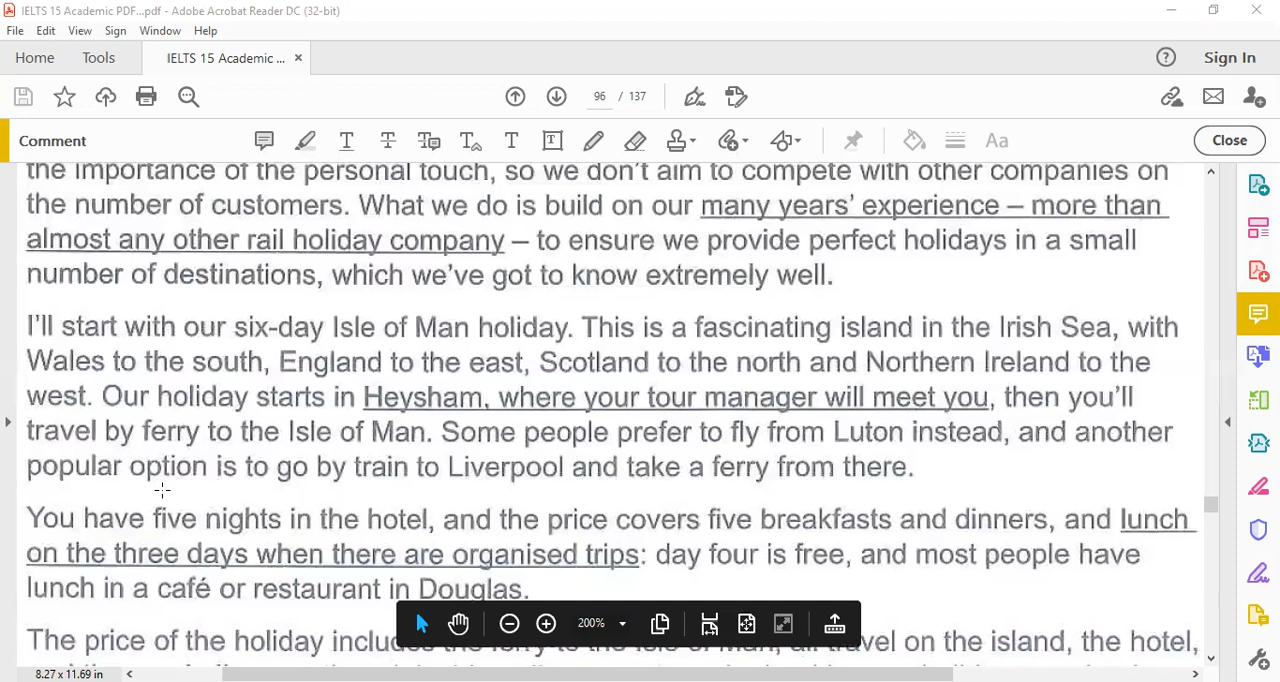 IELTS 15 Academic PDF...pdf - Adobe Acrobat Reader DC (32-bit)
File Edit View Sign Window Help
Home Tools IELTS 15 Academic ... × Sign In
96 / 137
Comment Close
the importance of the personal touch, so we don't aim to compete with other companies on
the number of customers. What we do is build on our many years' experience – more than
almost any other rail holiday company – to ensure we provide perfect holidays in a small
number of destinations, which we've got to know extremely well.
I'll start with our six-day Isle of Man holiday. This is a fascinating island in the Irish Sea, with
Wales to the south, England to the east, Scotland to the north and Northern Ireland to the
west. Our holiday starts in Heysham, where your tour manager will meet you, then you'll
travel by ferry to the Isle of Man. Some people prefer to fly from Luton instead, and another
popular option is to go by train to Liverpool and take a ferry from there.
You have five nights in the hotel, and the price covers five breakfasts and dinners, and lunch
on the three days when there are organised trips: day four is free, and most people have
lunch in a café or restaurant in Douglas.
200%
The price of the holiday includes the ferry to the Isle of Man, all travel on the island, the hotel,
8.27 x 11.69 in